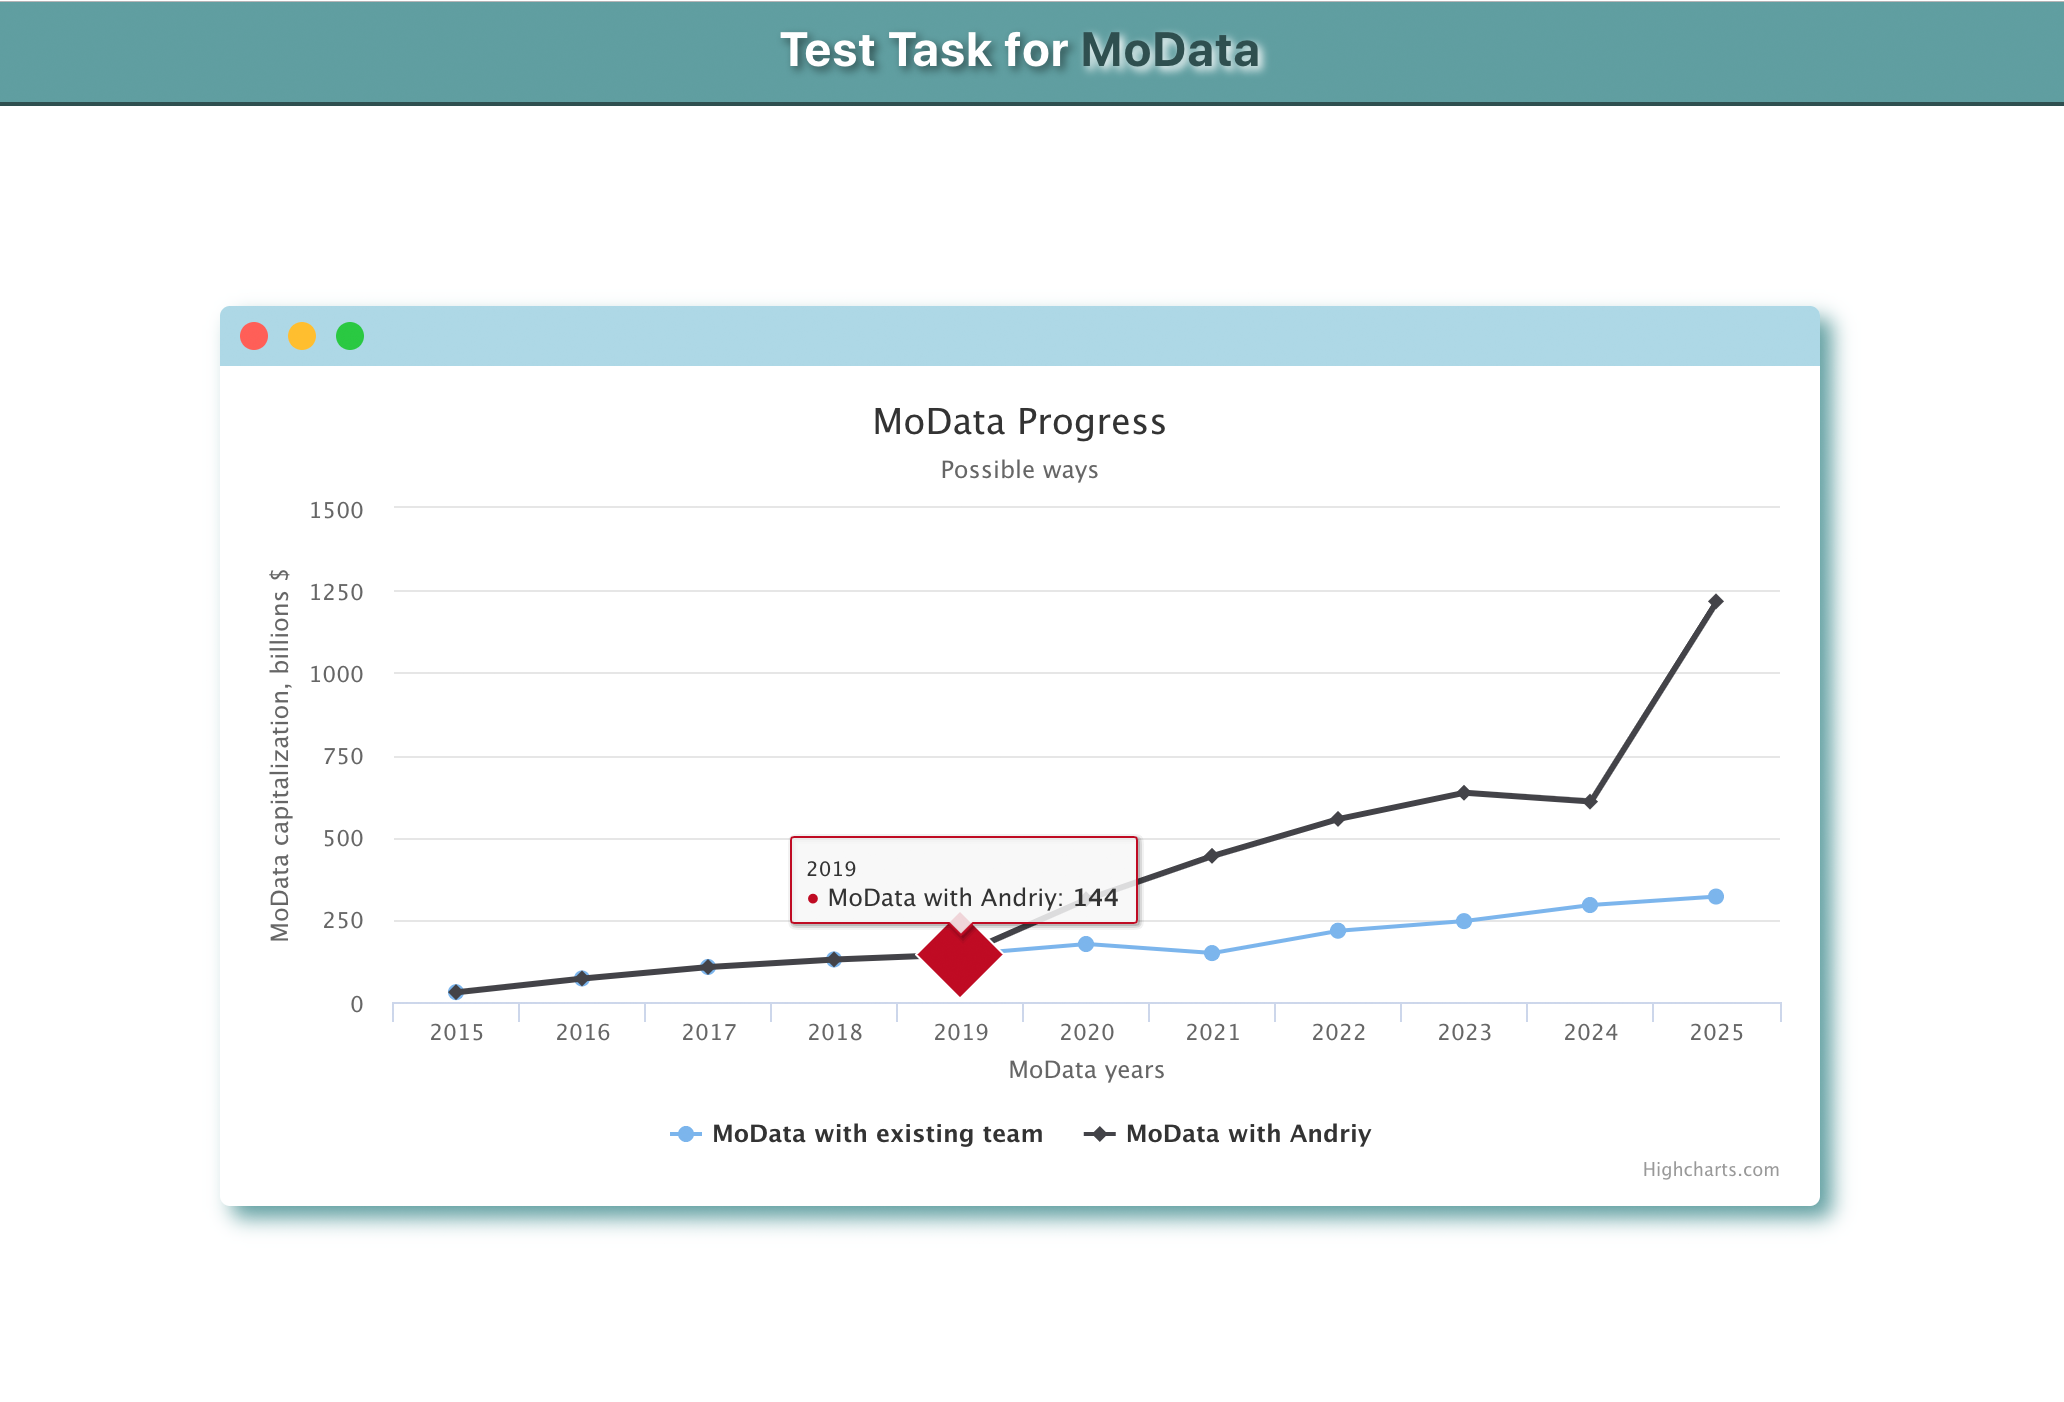 Test Task for MoData
MoData Progress
Possible ways
MoData capitalization, billions $
1500
1250
1000
750
500
250
0
2019
MoData with Andriy: 144
2015 2016 2017 2018 2019 2020 2021 2022 2023 2024 2025
MoData years
MoData with existing team MoData with Andriy
Highcharts.com